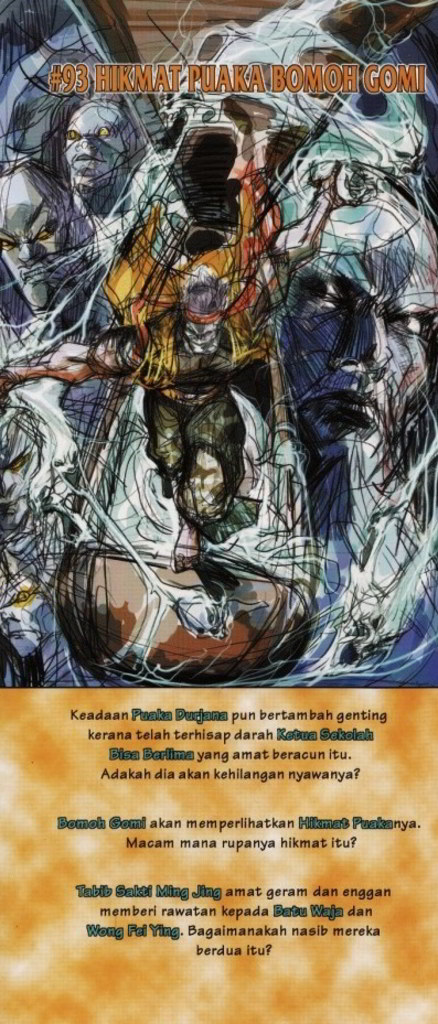 #93 HIKMAT PUAKA BOMOH GOMI
Keadaan Puaka Durjana pun bertambah genting
kerana telah terhisap darah Ketua Sekolah
Bisa Berlima yang amat beracun itu.
Adakah dia akan kehilangan nyawanya?
Bomoh Gomi akan memperlihatkan Hikmat Puakanya.
Macam mana rupanya hikmat itu?
Tabib Sakti Ming Jing amat geram dan enggan
memberi rawatan kepada Batu Waja dan
Wong Fei Ying. Bagaimanakah nasib mereka
berdua itu?